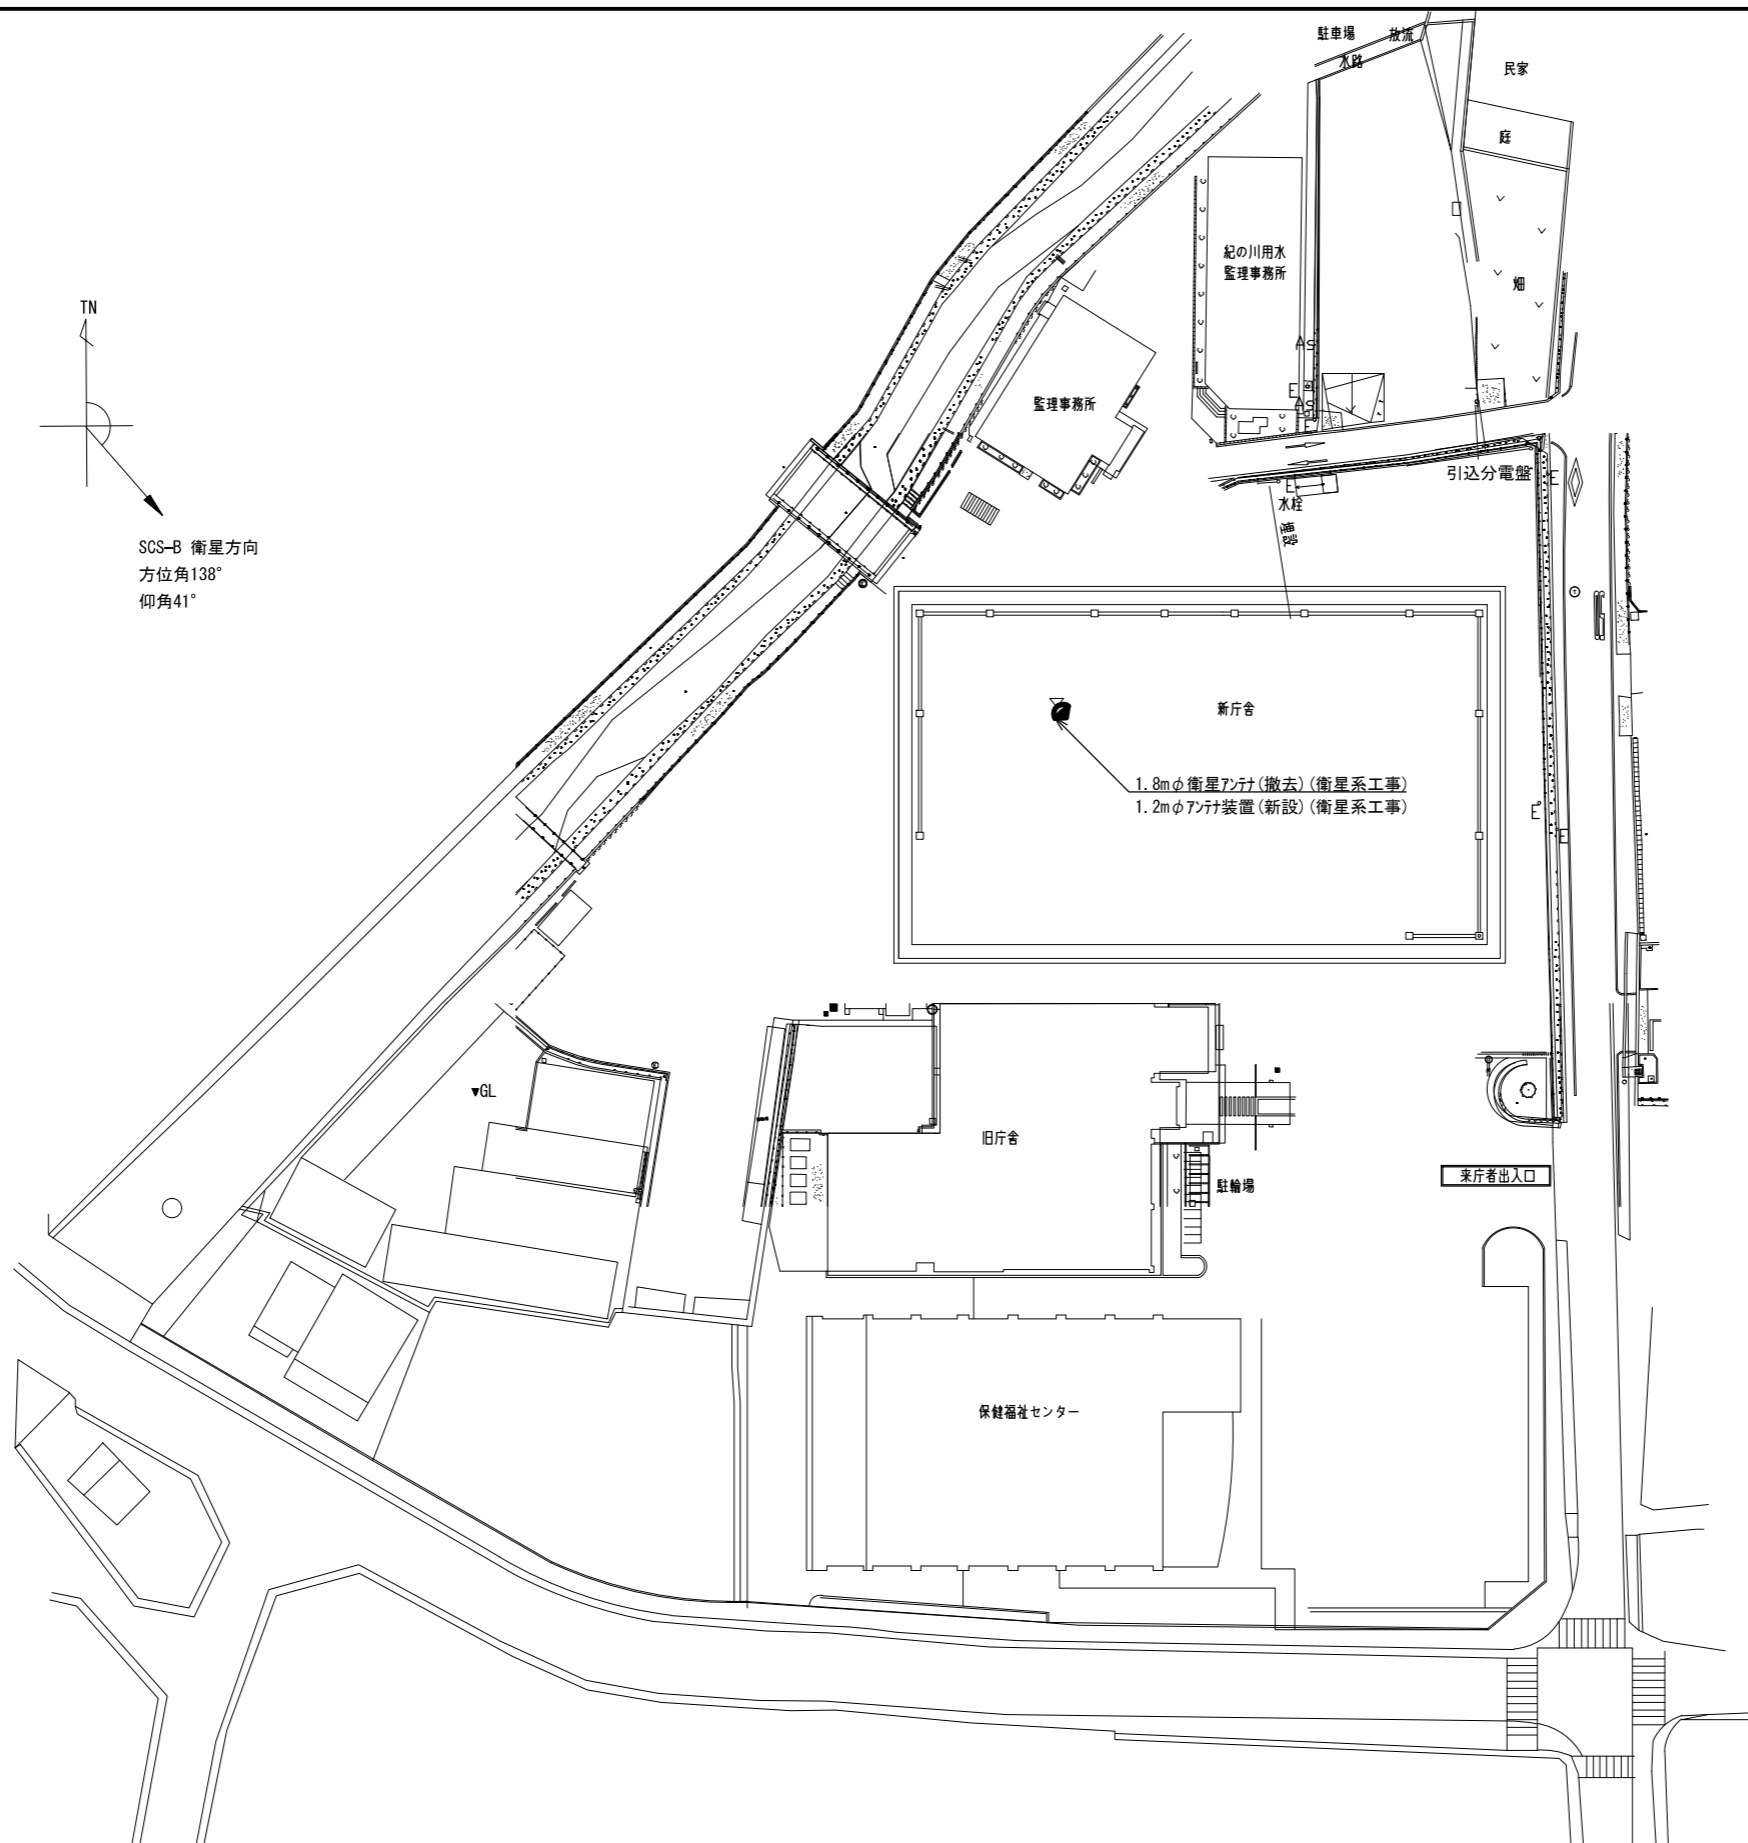 駐車場
放流
水路
民家
庭
紀の川用水
監理事務所
畑
TN
AS
E
AS
E
監理事務所
引込分電盤
E
E
水栓
埋設
SCS-B 衛星方向
方位角138°
仰角41°
新庁舎
1.8mφ衛星アンテナ(撤去)(衛星系工事)
1.2mφアンテナ装置(新設)(衛星系工事)
E
E
▼GL
旧庁舎
駐輪場
来庁者出入口
保健福祉センター